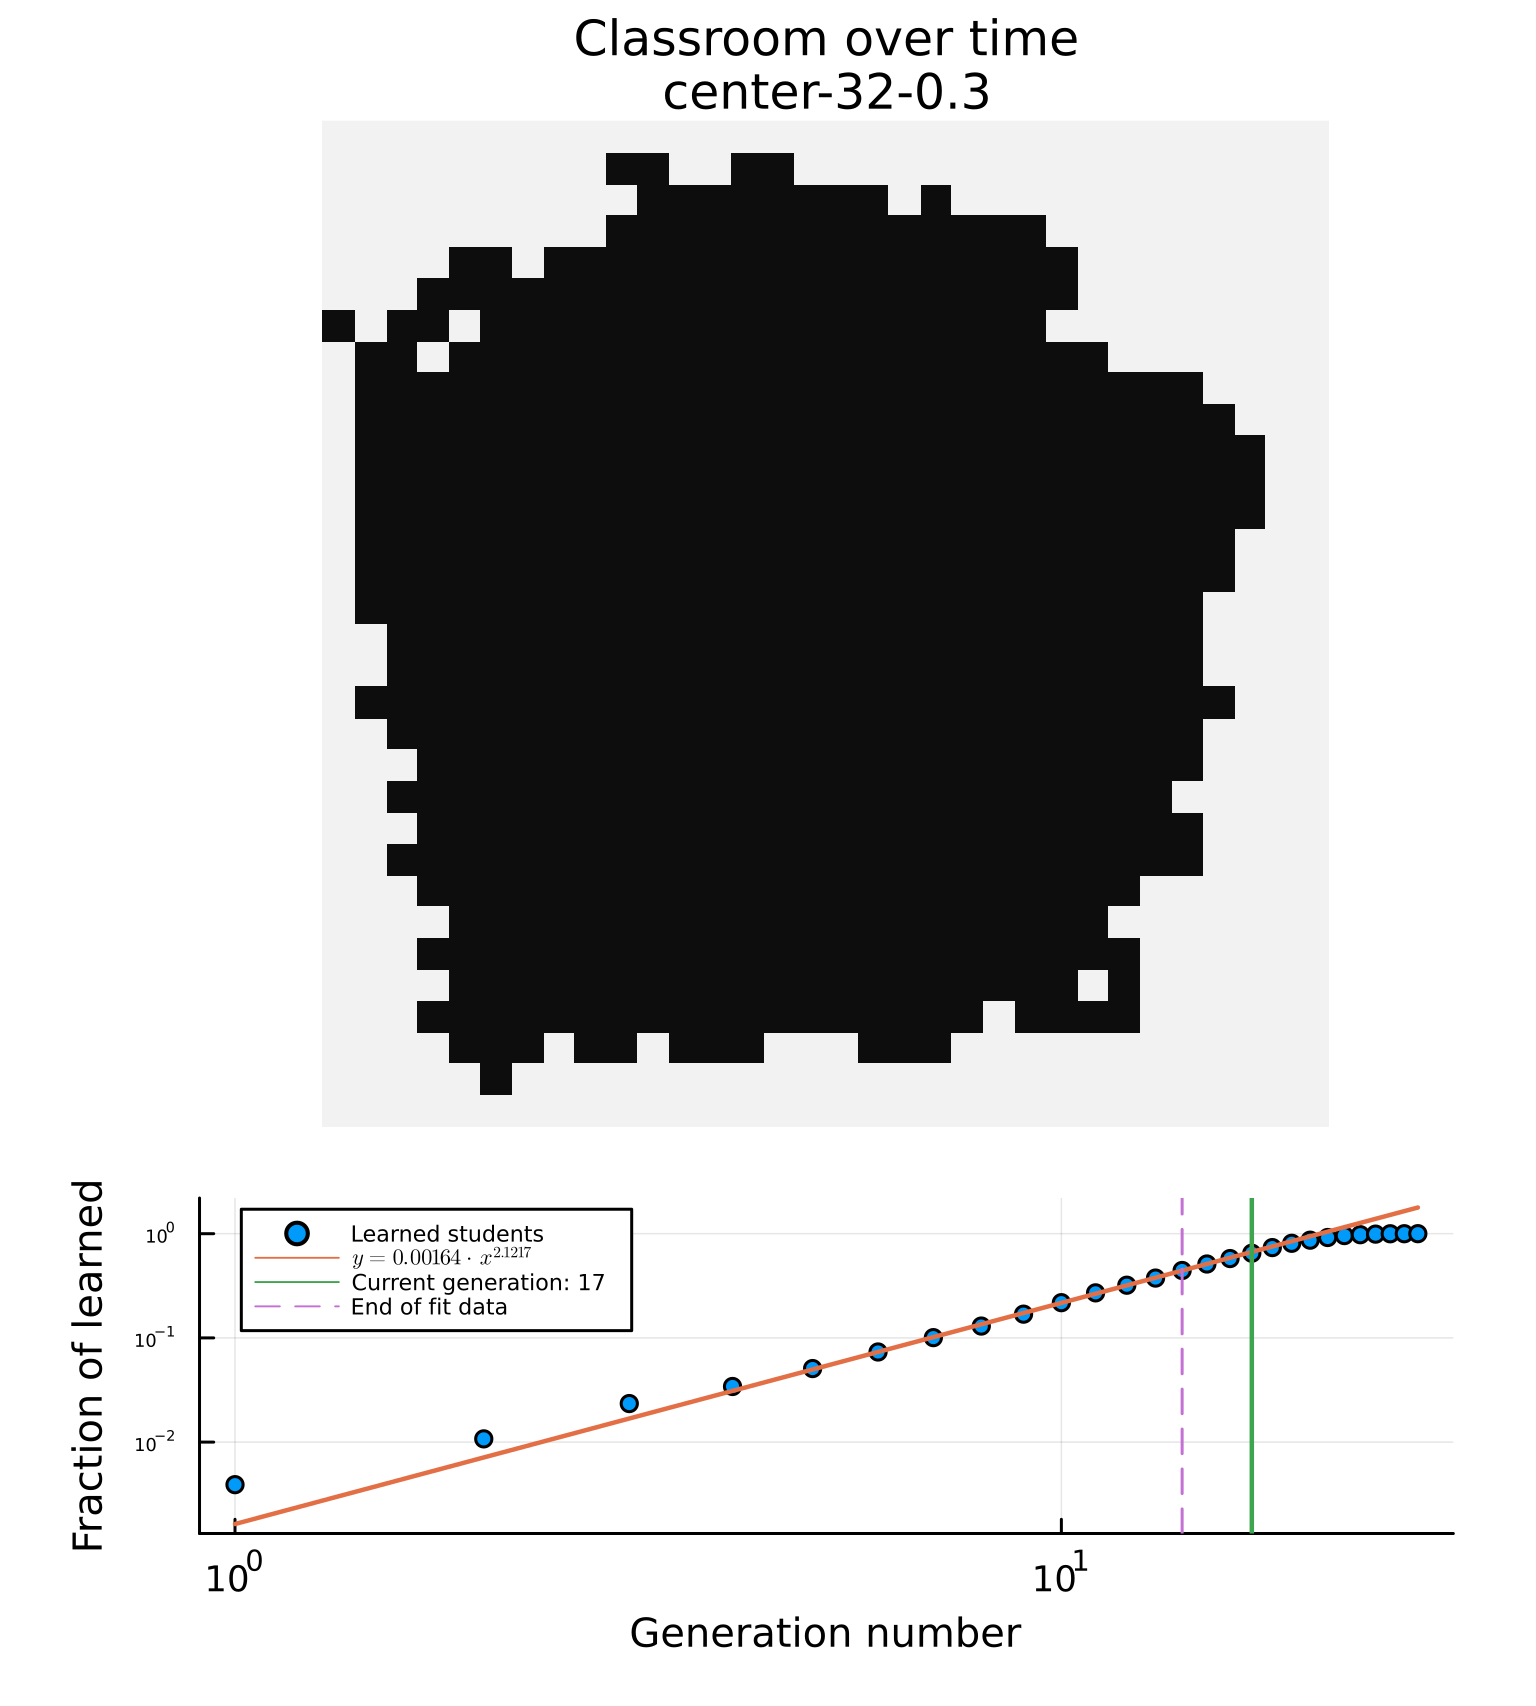 Classroom over time
center-32-0.3
Fraction of learned
10⁰
10⁻¹
10⁻²
Learned students
y = 0.00164 · x^2.1217
Current generation: 17
End of fit data
10⁰
10¹
Generation number